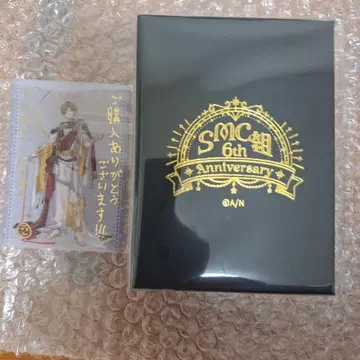 ご購入ありがとう
ございます!!!
SMC組
6th
Anniversary
©A/N